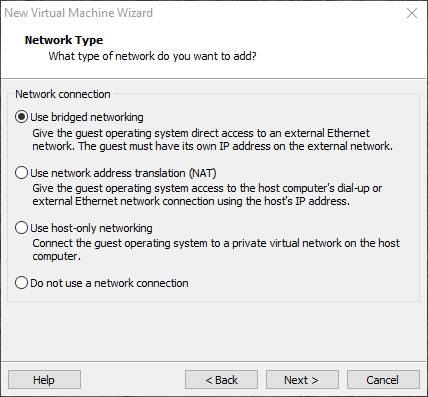 New Virtual Machine Wizard
Network Type
What type of network do you want to add?
Network connection
Use bridged networking
Give the guest operating system direct access to an external Ethernet
network. The guest must have its own IP address on the external network.
Use network address translation (NAT)
Give the guest operating system access to the host computer's dial-up or
external Ethernet network connection using the host's IP address.
Use host-only networking
Connect the guest operating system to a private virtual network on the host
computer.
Do not use a network connection
Help
< Back
Next >
Cancel